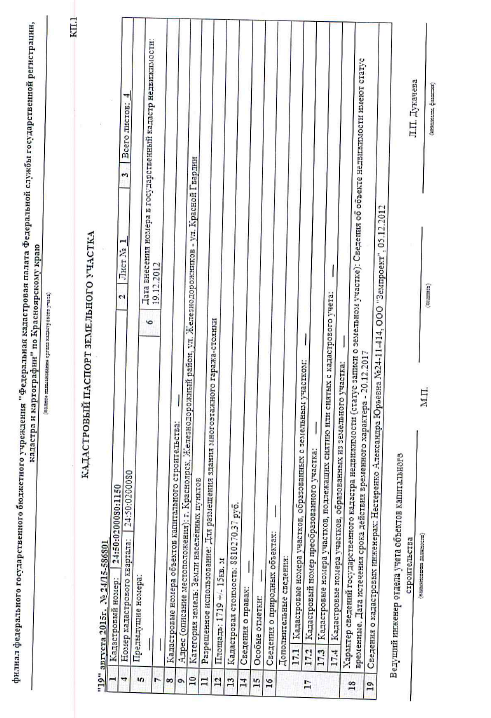 филиал федерального государственного бюджетного учреждения "Федеральная кадастровая палата Федеральной службы государственной регистрации,
кадастра и картографии" по Красноярскому краю
(полное наименование органа кадастрового учета)
КП.1
КАДАСТРОВЫЙ ПАСПОРТ ЗЕМЕЛЬНОГО УЧАСТКА
"19" августа 2015г. № 24/15-586801
1 Кадастровый номер: 24:50:0200080:1150 2 Лист № 1 3 Всего листов: 4
4 Номер кадастрового квартала: 24:50:0200080
5 Предыдущие номера: — 6 Дата внесения номера в государственный кадастр недвижимости:
19.12.2012
7 —
8 Кадастровые номера объектов капитального строительства: —
9 Адрес (описание местоположения): г. Красноярск, Железнодорожный район, ул. Железнодорожников - ул. Красной Гвардии
10 Категория земель: Земли населённых пунктов
11 Разрешенное использование: Для размещения здания многоэтажного гаража-стоянки
12 Площадь: 1719 +/- 15кв. м
13 Кадастровая стоимость: 8810270.37 руб.
14 Сведения о правах: —
15 Особые отметки: —
16 Сведения о природных объектах: —
17 Дополнительные сведения:
17.1 Кадастровые номера участков, образованных с земельным участком: —
17.2 Кадастровый номер преобразованного участка: —
17.3 Кадастровые номера участков, подлежащих снятию или снятых с кадастрового учета: —
17.4 Кадастровые номера участков, образованных из земельного участка: —
18 Характер сведений государственного кадастра недвижимости (статус записи о земельном участке): Сведения об объекте недвижимости имеют статус
временные. Дата истечения срока действия временного характера - 20.12.2017
19 Сведения о кадастровых инженерах: Нестеренко Александра Юрьевна №24-11-414, ООО "Земпроект", 05.12.2012
Ведущий инженер отдела учета объектов капитального
строительства
Л.П. Дукачева
(наименование должности)
(подпись)
(инициалы, фамилия)
М.П.